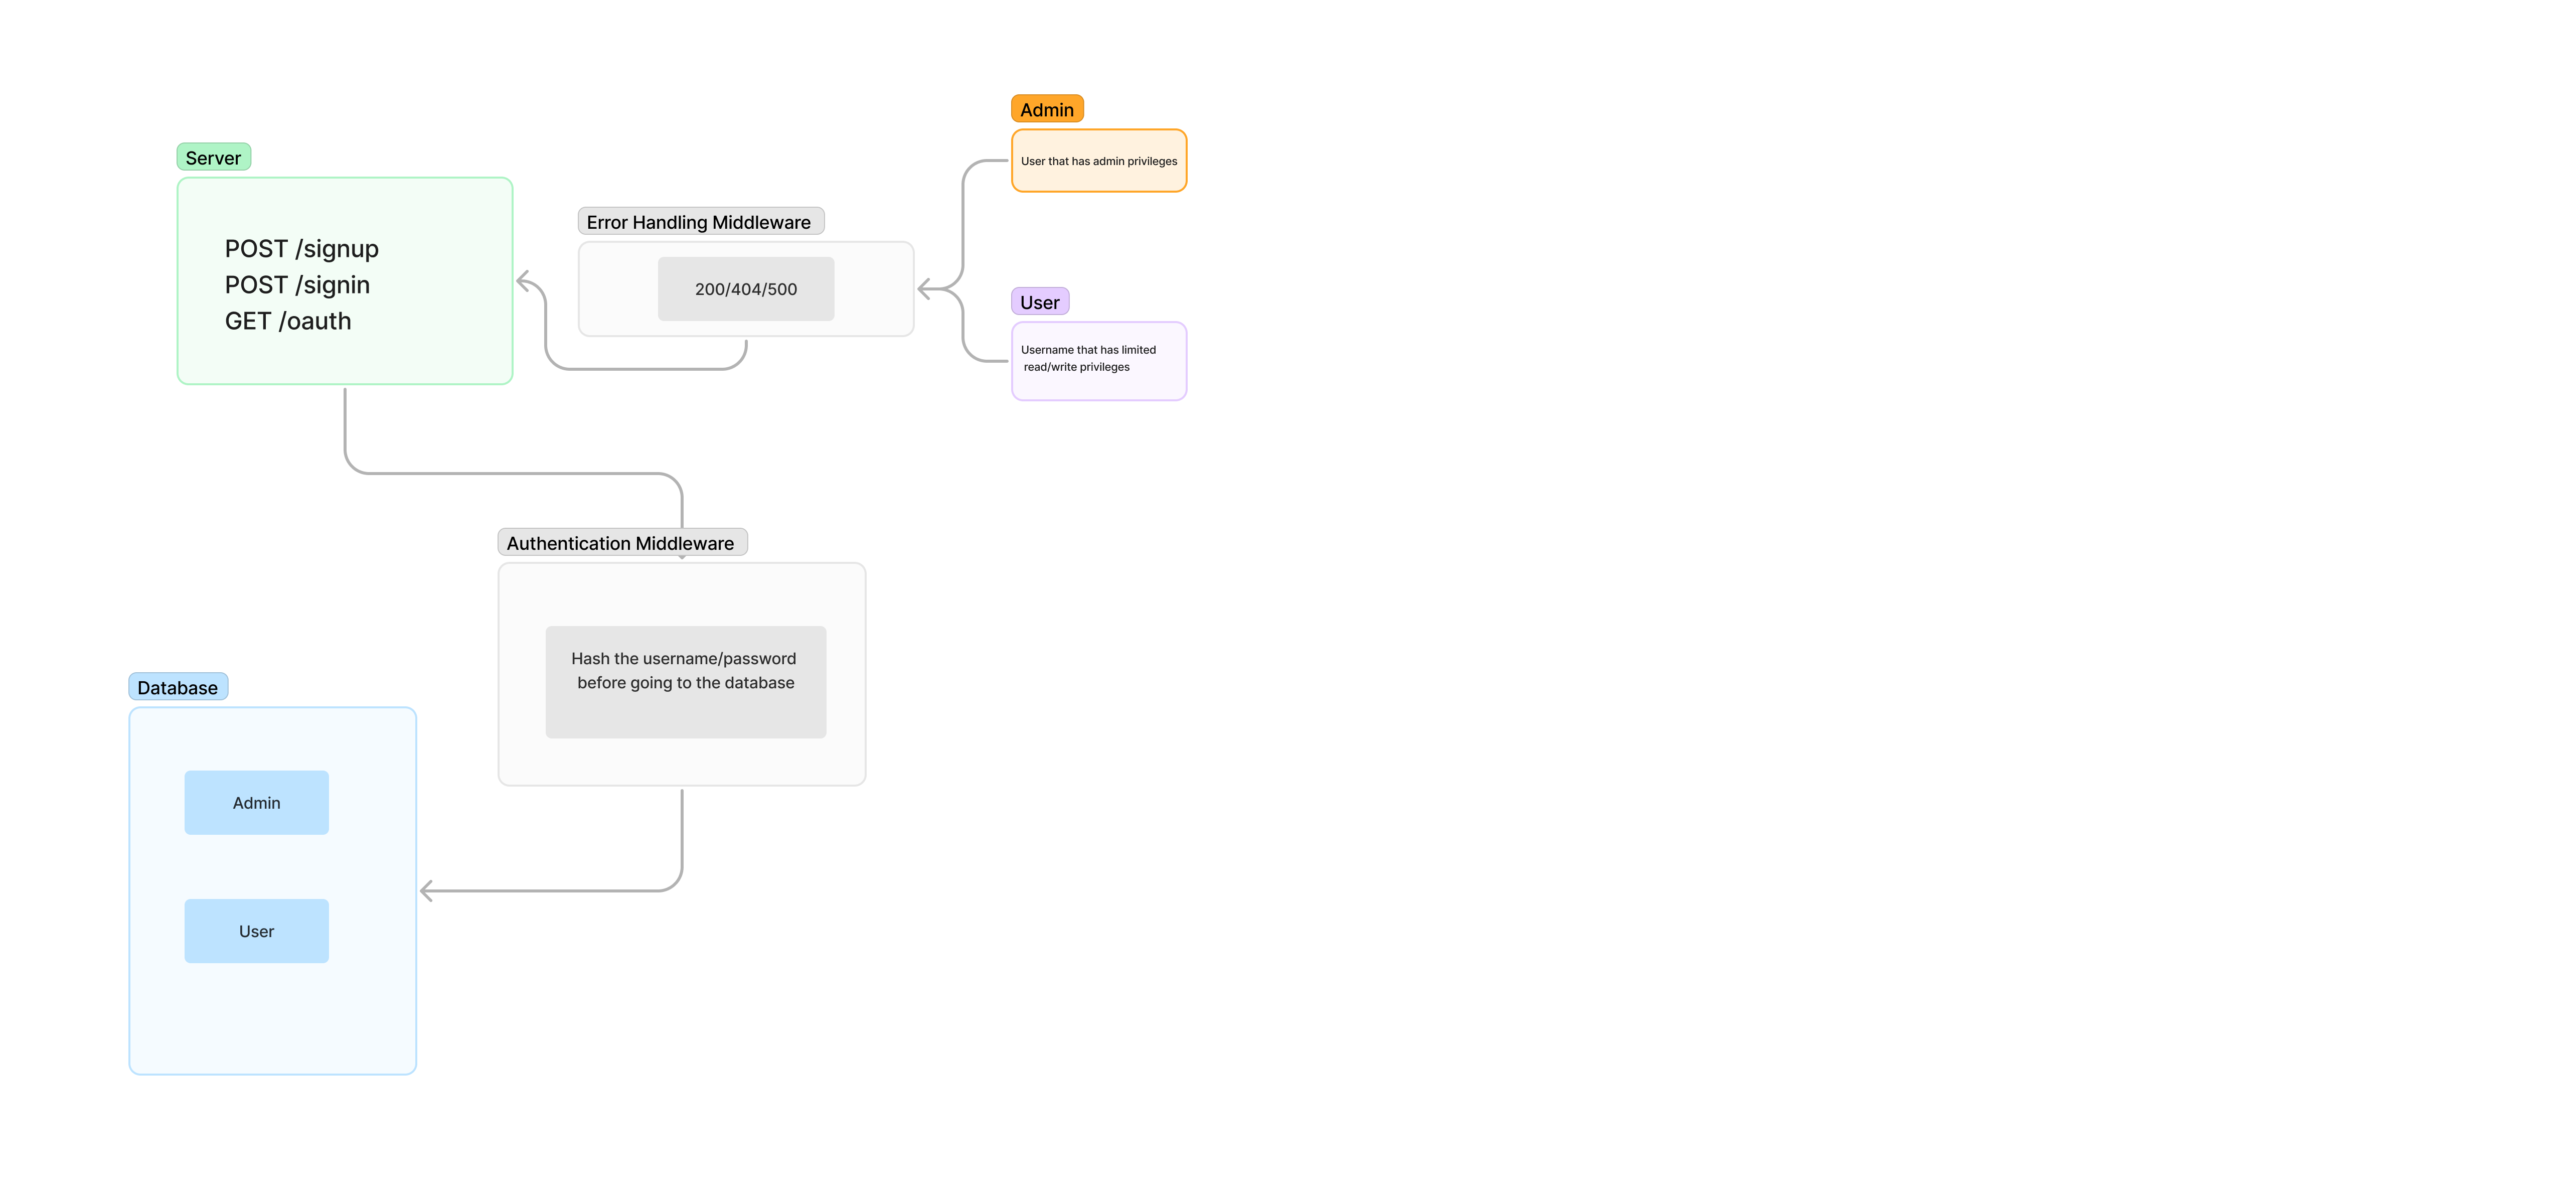 Admin
User that has admin privileges
Server
POST /signup
POST /signin
GET /oauth
Error Handling Middleware
200/404/500
User
Username that has limited
read/write privileges
Authentication Middleware
Hash the username/password
before going to the database
Database
Admin
User